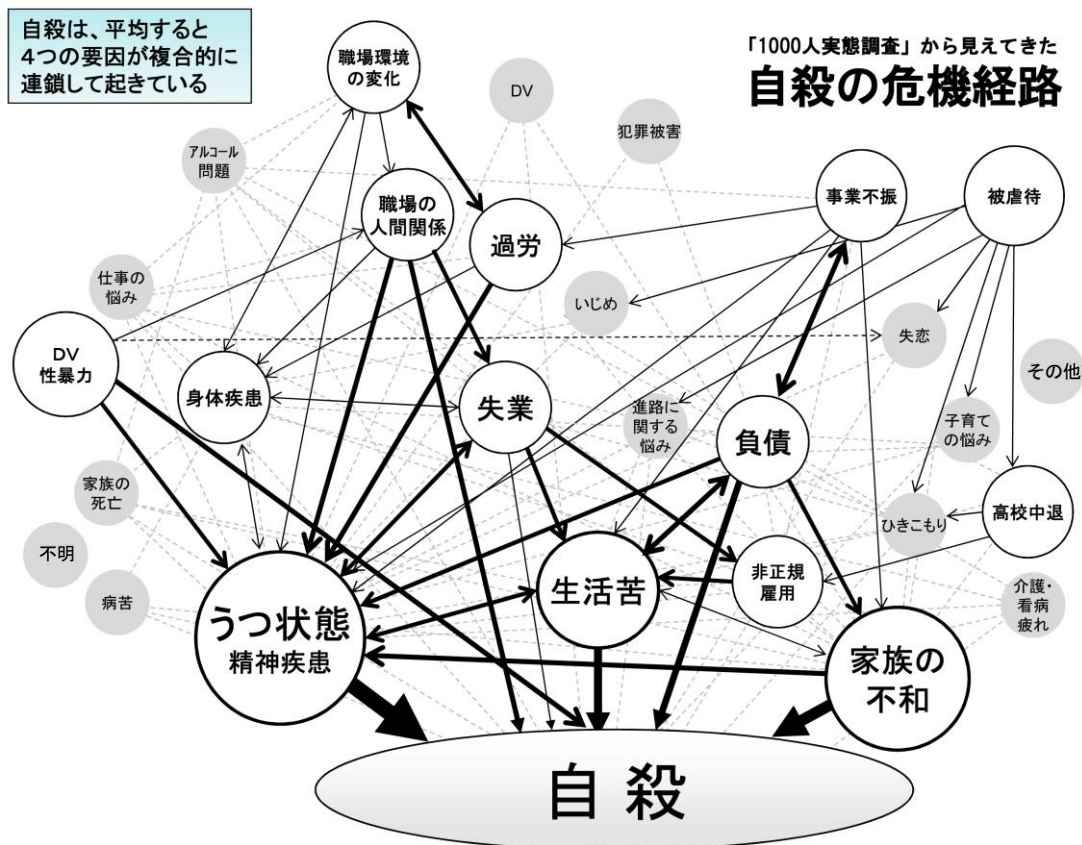 自殺は、平均すると
４つの要因が複合的に
連鎖して起きている
「1000人実態調査」から見えてきた
自殺の危機経路
職場環境
の変化
DV
犯罪被害
アルコール
問題
職場の
人間関係
過労
事業不振
被虐待
仕事の
悩み
いじめ
失恋
DV
性暴力
その他
身体疾患
失業
進路に
関する
悩み
負債
子育て
の悩み
家族の
死亡
ひきこもり
高校中退
不明
病苦
うつ状態
精神疾患
生活苦
非正規
雇用
介護・
看病
疲れ
家族の
不和
自殺